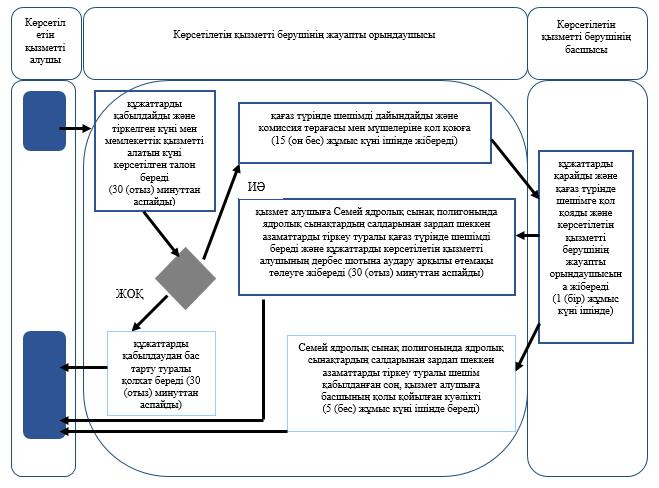 Көрсетіл
етін
қызметті
алушы
Көрсетілетін қызметті берушінің жауапты орындаушысы
Көрсетілетін
қызметті берушінің
басшысы
құжаттарды
қабылдайды және
тіркелген күні мен
мемлекеттік қызметті
алатын күні
көрсетілген талон
береді
(30 (отыз) минуттан
аспайды)
қағаз түрінде шешімді дайындайды және
комиссия төрағасы мен мүшелеріне қол қоюға
(15 (он бес) жұмыс күні ішінде жібереді)
ИӘ
қызмет алушыға Семей ядролық сынақ полигонында
ядролық сынақтардың салдарынан зардап шеккен
азаматтарды тіркеу туралы қағаз түрінде шешімді
береді және құжаттарды көрсетілетін қызметті
алушының дербес шотына аудару арқылы өтемақы
төлеуге жібереді (30 (отыз) минуттан аспайды)
құжаттарды
қарайды және
қағаз түрінде
шешімге қол
қояды және
көрсетілетін
қызметті
берушінің
жауапты
орындаушысын
а жібереді
(1 (бір) жұмыс
күні ішінде)
ЖОҚ
құжаттарды
қабылдаудан бас
тарту туралы
қолхат береді (30
(отыз) минуттан
аспайды)
Семей ядролық сынақ полигонында ядролық
сынақтардың салдарынан зардап шеккен
азаматтарды тіркеу туралы шешім
қабылданған соң, қызмет алушыға
басшының қолы қойылған куәлікті
(5 (бес) жұмыс күні ішінде береді)